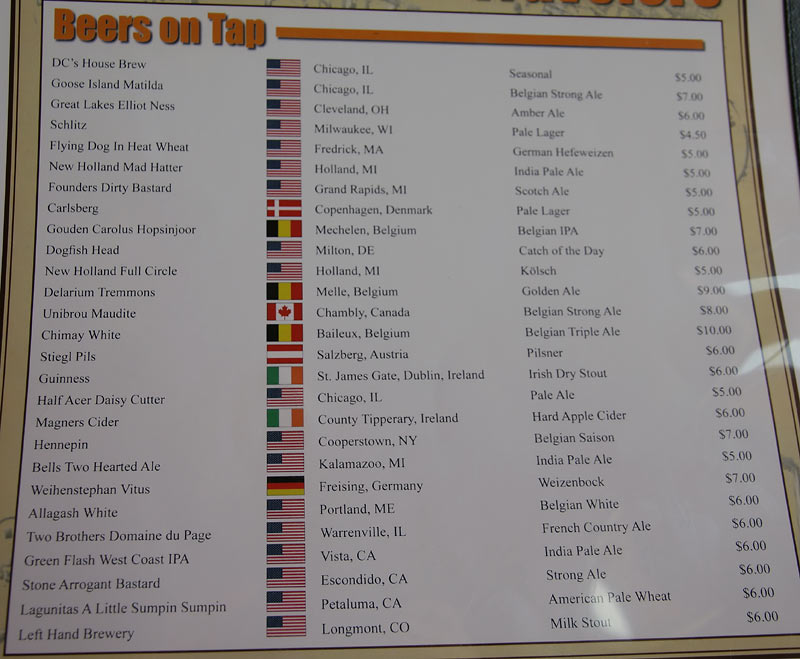 Beers on Tap
DC's House Brew Chicago, IL Seasonal $5.00
Goose Island Matilda Chicago, IL Belgian Strong Ale $7.00
Great Lakes Elliot Ness Cleveland, OH Amber Ale $6.00
Schlitz Milwaukee, WI Pale Lager $4.50
Flying Dog In Heat Wheat Fredrick, MA German Hefeweizen $5.00
New Holland Mad Hatter Holland, MI India Pale Ale $5.00
Founders Dirty Bastard Grand Rapids, MI Scotch Ale $5.00
Carlsberg Copenhagen, Denmark Pale Lager $5.00
Gouden Carolus Hopsinjoor Mechelen, Belgium Belgian IPA $7.00
Dogfish Head Milton, DE Catch of the Day $6.00
New Holland Full Circle Holland, MI Kölsch $5.00
Delarium Tremmons Melle, Belgium Golden Ale $9.00
Unibrou Maudite Chambly, Canada Belgian Strong Ale $8.00
Chimay White Baileux, Belgium Belgian Triple Ale $10.00
Stiegl Pils Salzberg, Austria Pilsner $6.00
Guinness St. James Gate, Dublin, Ireland Irish Dry Stout $6.00
Half Acer Daisy Cutter Chicago, IL Pale Ale $5.00
Magners Cider County Tipperary, Ireland Hard Apple Cider $6.00
Hennepin Cooperstown, NY Belgian Saison $7.00
Bells Two Hearted Ale Kalamazoo, MI India Pale Ale $5.00
Weihenstephan Vitus Freising, Germany Weizenbock $7.00
Allagash White Portland, ME Belgian White $6.00
Two Brothers Domaine du Page Warrenville, IL French Country Ale $6.00
Green Flash West Coast IPA Vista, CA India Pale Ale $6.00
Stone Arrogant Bastard Escondido, CA Strong Ale $6.00
Lagunitas A Little Sumpin Sumpin Petaluma, CA American Pale Wheat $6.00
Left Hand Brewery Longmont, CO Milk Stout $6.00